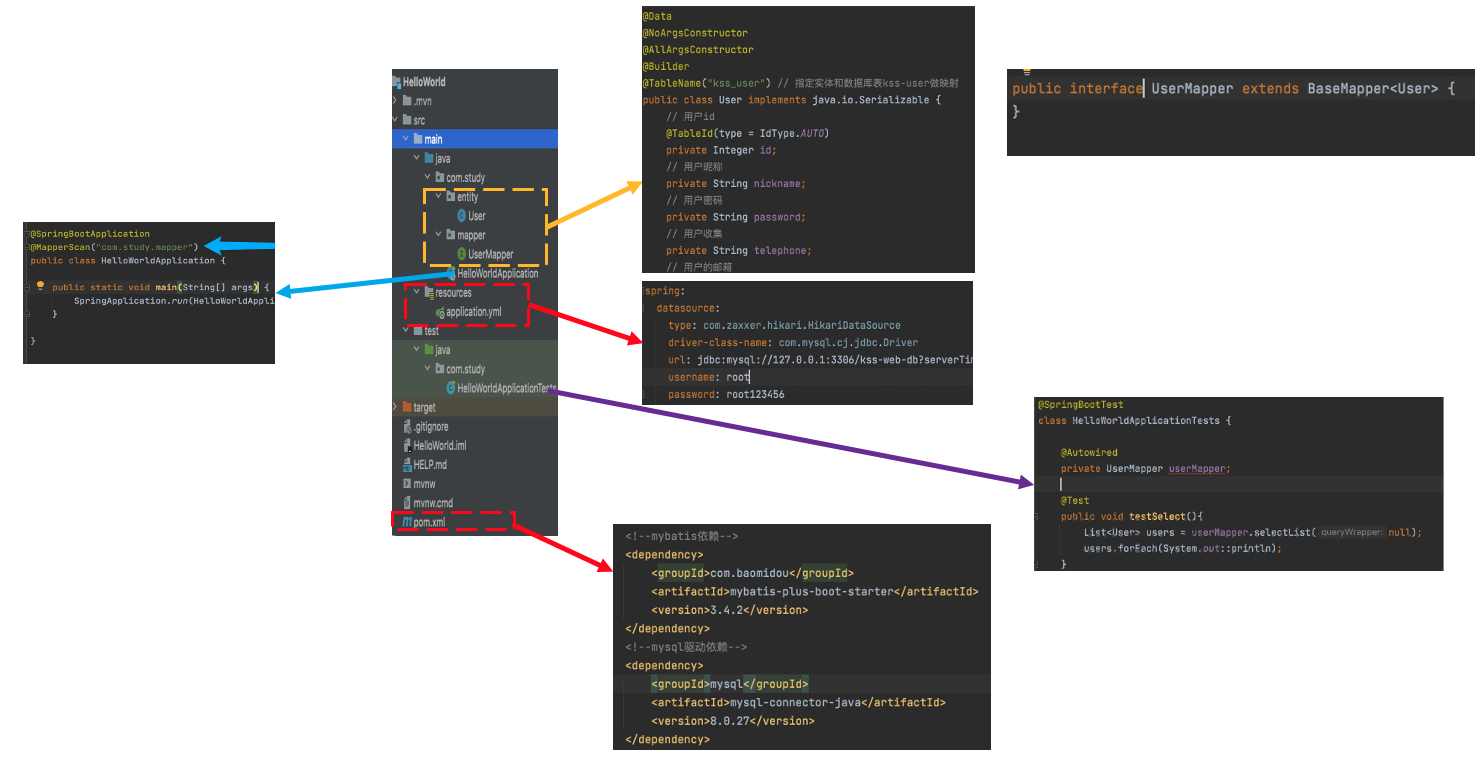 @SpringBootApplication
@MapperScan("com.study.mapper")
public class HelloWorldApplication {
public static void main(String[] args) {
SpringApplication.run(HelloWorldAppli
}
}
HelloWorld
.mvn
src
main
java
com.study
entity
User
mapper
UserMapper
HelloWorldApplication
resources
application.yml
test
java
com.study
HelloWorldApplicationTests
target
.gitignore
HelloWorld.iml
HELP.md
mvnw
mvnw.cmd
pom.xml
@Data
@NoArgsConstructor
@AllArgsConstructor
@Builder
@TableName("kss_user") // 指定实体和数据库表kss-user做映射
public class User implements java.io.Serializable {
// 用户id
@TableId(type = IdType.AUTO)
private Integer id;
// 用户昵称
private String nickname;
// 用户密码
private String password;
// 用户收集
private String telephone;
// 用户的邮箱
spring:
datasource:
type: com.zaxxer.hikari.HikariDataSource
driver-class-name: com.mysql.cj.jdbc.Driver
url: jdbc:mysql://127.0.0.1:3306/kss-web-db?serverTim
username: root
password: root123456
<!--mybatis依赖-->
<dependency>
<groupId>com.baomidou</groupId>
<artifactId>mybatis-plus-boot-starter</artifactId>
<version>3.4.2</version>
</dependency>
<!--mysql驱动依赖-->
<dependency>
<groupId>mysql</groupId>
<artifactId>mysql-connector-java</artifactId>
<version>8.0.27</version>
</dependency>
public interface UserMapper extends BaseMapper<User> {
}
@SpringBootTest
class HelloWorldApplicationTests {
@Autowired
private UserMapper userMapper;
@Test
public void testSelect(){
List<User> users = userMapper.selectList( queryWrapper: null);
users.forEach(System.out::println);
}